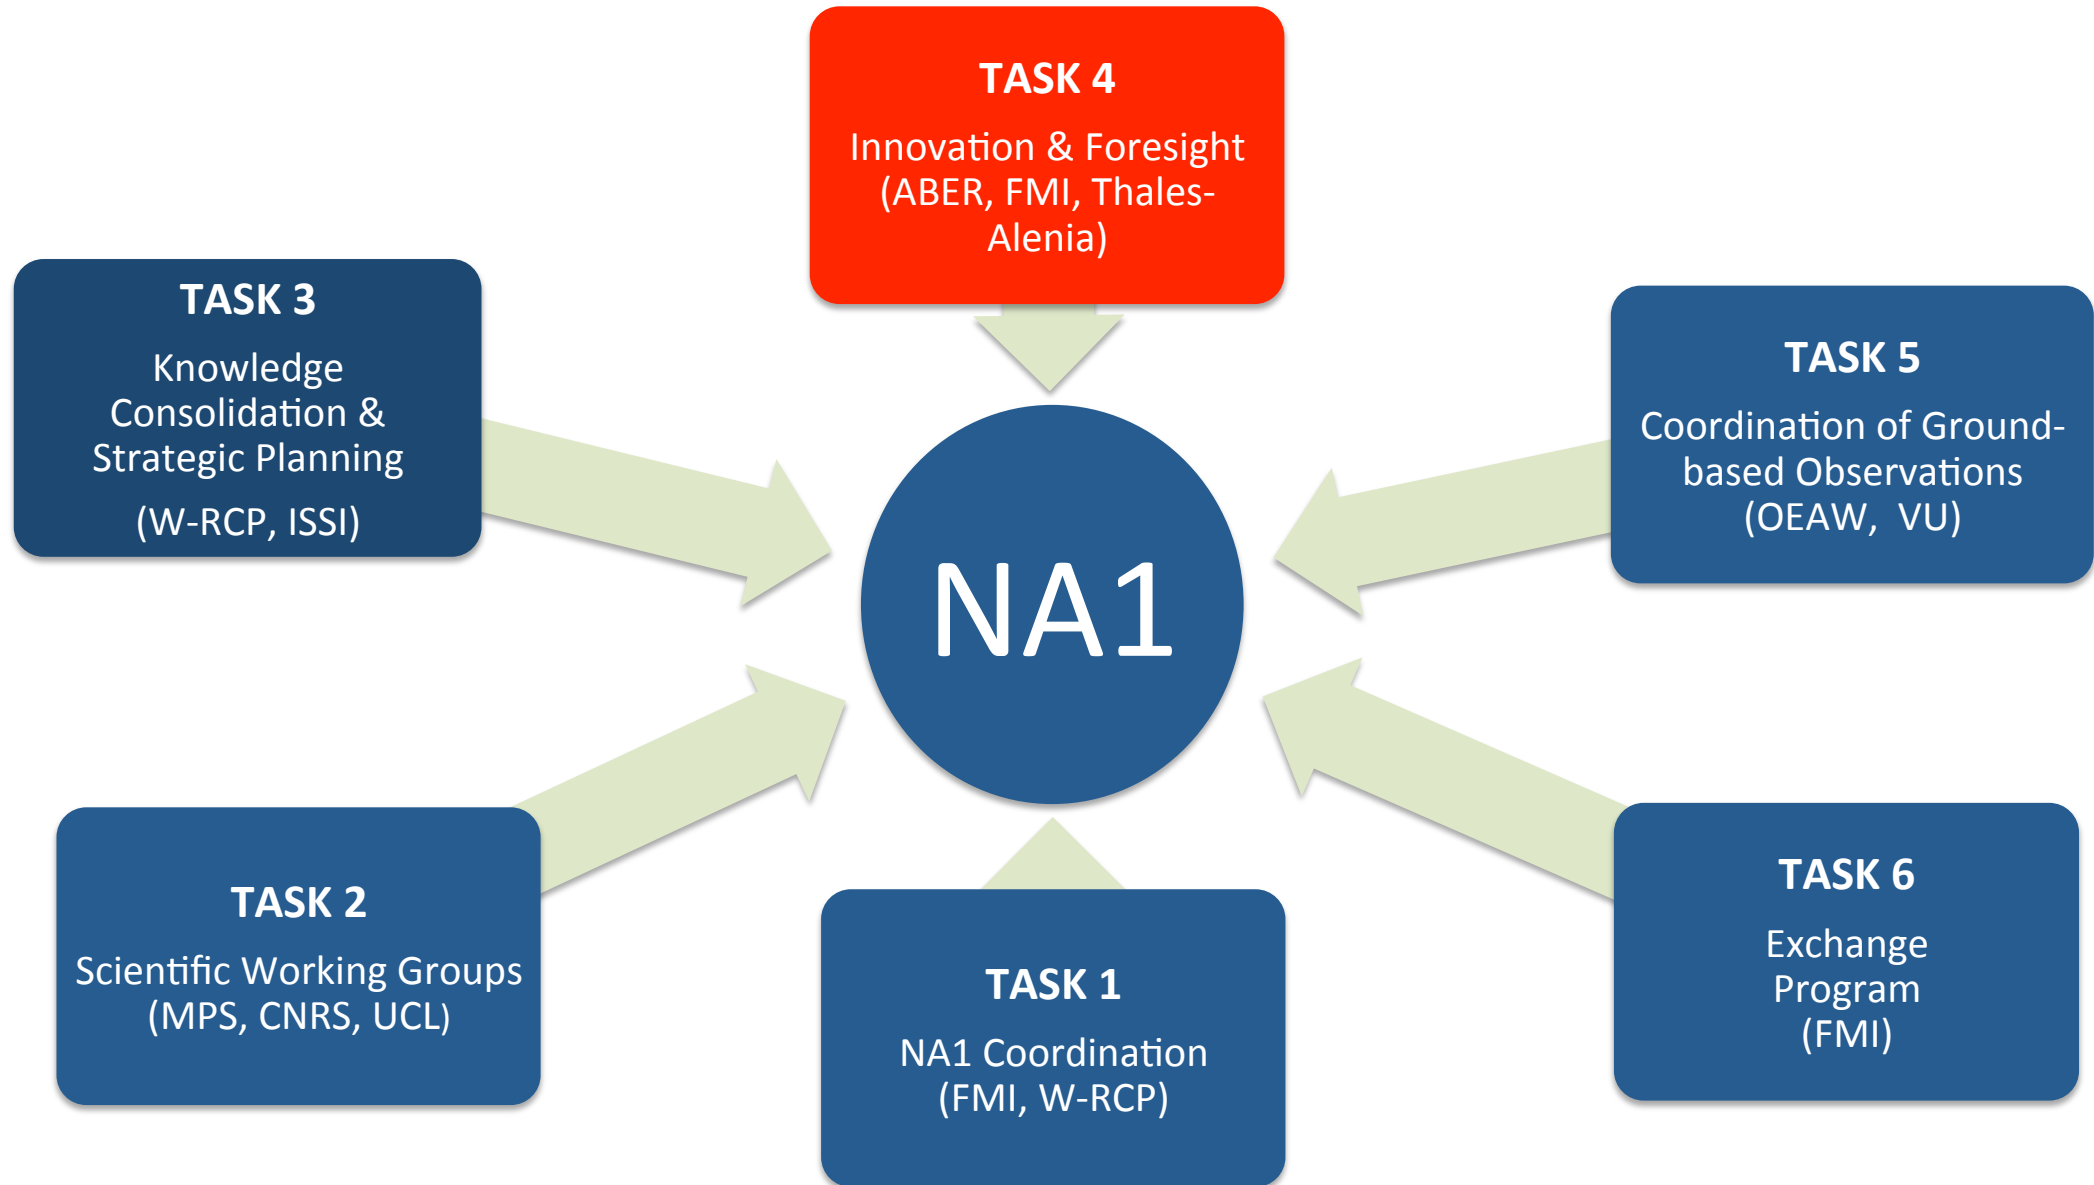 TASK 4
Innovation & Foresight
(ABER, FMI, Thales-
Alenia)
TASK 3
Knowledge
Consolidation &
Strategic Planning
(W-RCP, ISSI)
TASK 5
Coordination of Ground-
based Observations
(OEAW, VU)
NA1
TASK 2
Scientific Working Groups
(MPS, CNRS, UCL)
TASK 1
NA1 Coordination
(FMI, W-RCP)
TASK 6
Exchange
Program
(FMI)